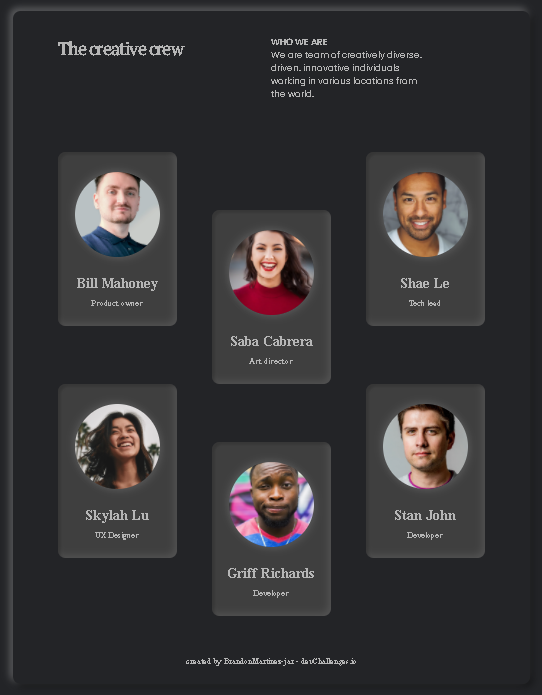 The creative crew
WHO WE ARE
We are team of creatively diverse.
driven. innovative individuals
working in various locations from
the world.
Bill Mahoney
Product owner
Saba Cabrera
Art director
Shae Le
Tech lead
Skylah Lu
UX Designer
Griff Richards
Developer
Stan John
Developer
created by BrandonMartinez-jar - devChallenges.io